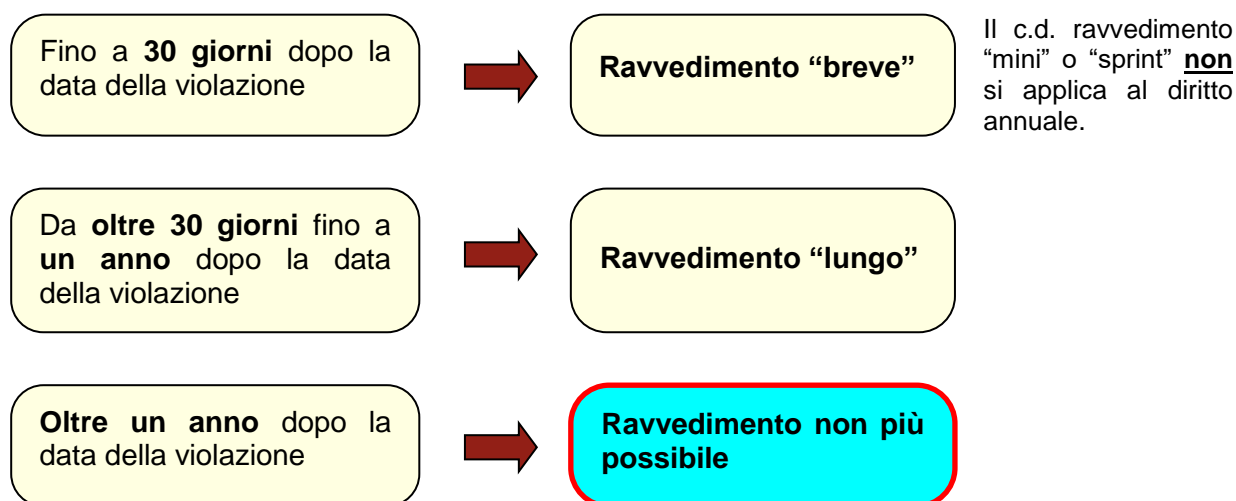 Fino a 30 giorni dopo la
data della violazione
Ravvedimento “breve”
Il c.d. ravvedimento
“mini” o “sprint” non
si applica al diritto
annuale.
Da oltre 30 giorni fino a
un anno dopo la data
della violazione
Ravvedimento “lungo”
Oltre un anno dopo la
data della violazione
Ravvedimento non più
possibile